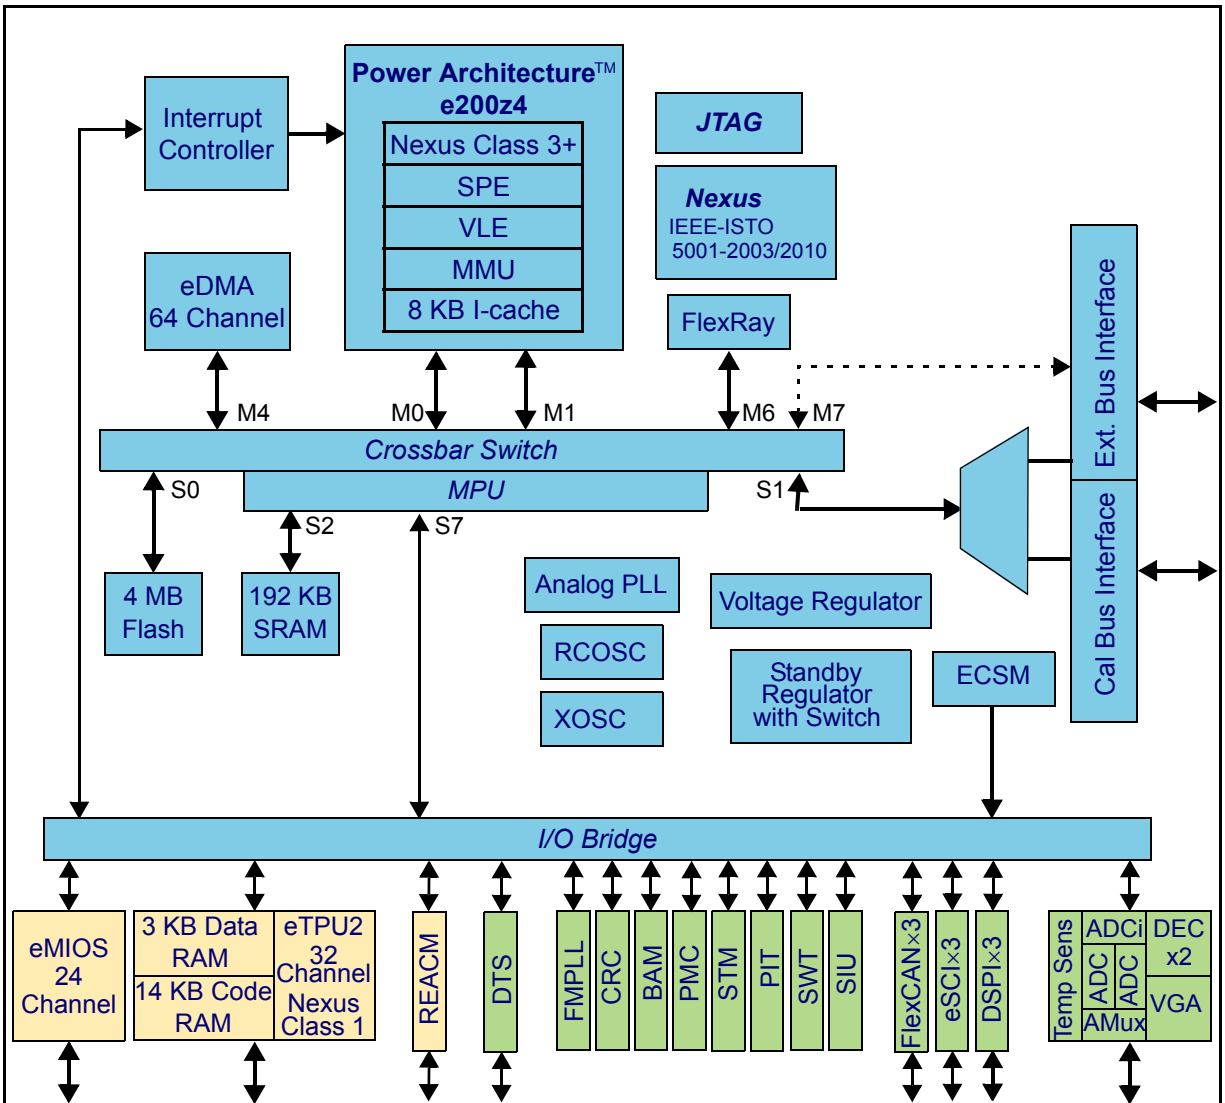 Power Architecture™
e200z4
Nexus Class 3+
SPE
VLE
MMU
8 KB I-cache
Interrupt
Controller
JTAG
Nexus
IEEE-ISTO
5001-2003/2010
eDMA
64 Channel
FlexRay
M4
M0
M1
M6
M7
Crossbar Switch
MPU
S0
S2
S7
S1
Ext. Bus Interface
Cal Bus Interface
4 MB
Flash
192 KB
SRAM
Analog PLL
Voltage Regulator
RCOSC
XOSC
Standby
Regulator
with Switch
ECSM
I/O Bridge
eMIOS
24
Channel
3 KB Data
RAM
14 KB Code
RAM
eTPU2
32
Channel
Nexus
Class 1
REACM
DTS
FMPLL
CRC
BAM
PMC
STM
PIT
SWT
SIU
FlexCAN×3
eSCI×3
DSPI×3
Temp Sens
ADCi
ADC
ADC
AMux
DEC
x2
VGA